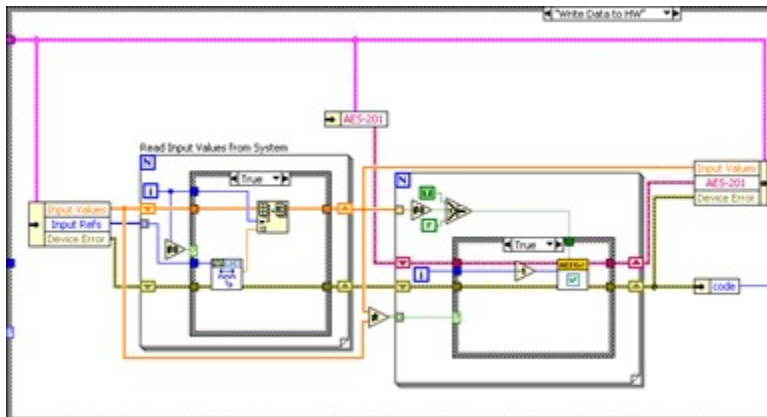 "Write Data to HW"
AES-201
Read Input Values from System
N
N
i
True
Input Values
Input Refs
Device Error
True
i
Input Values
AES-201
Device Error
code